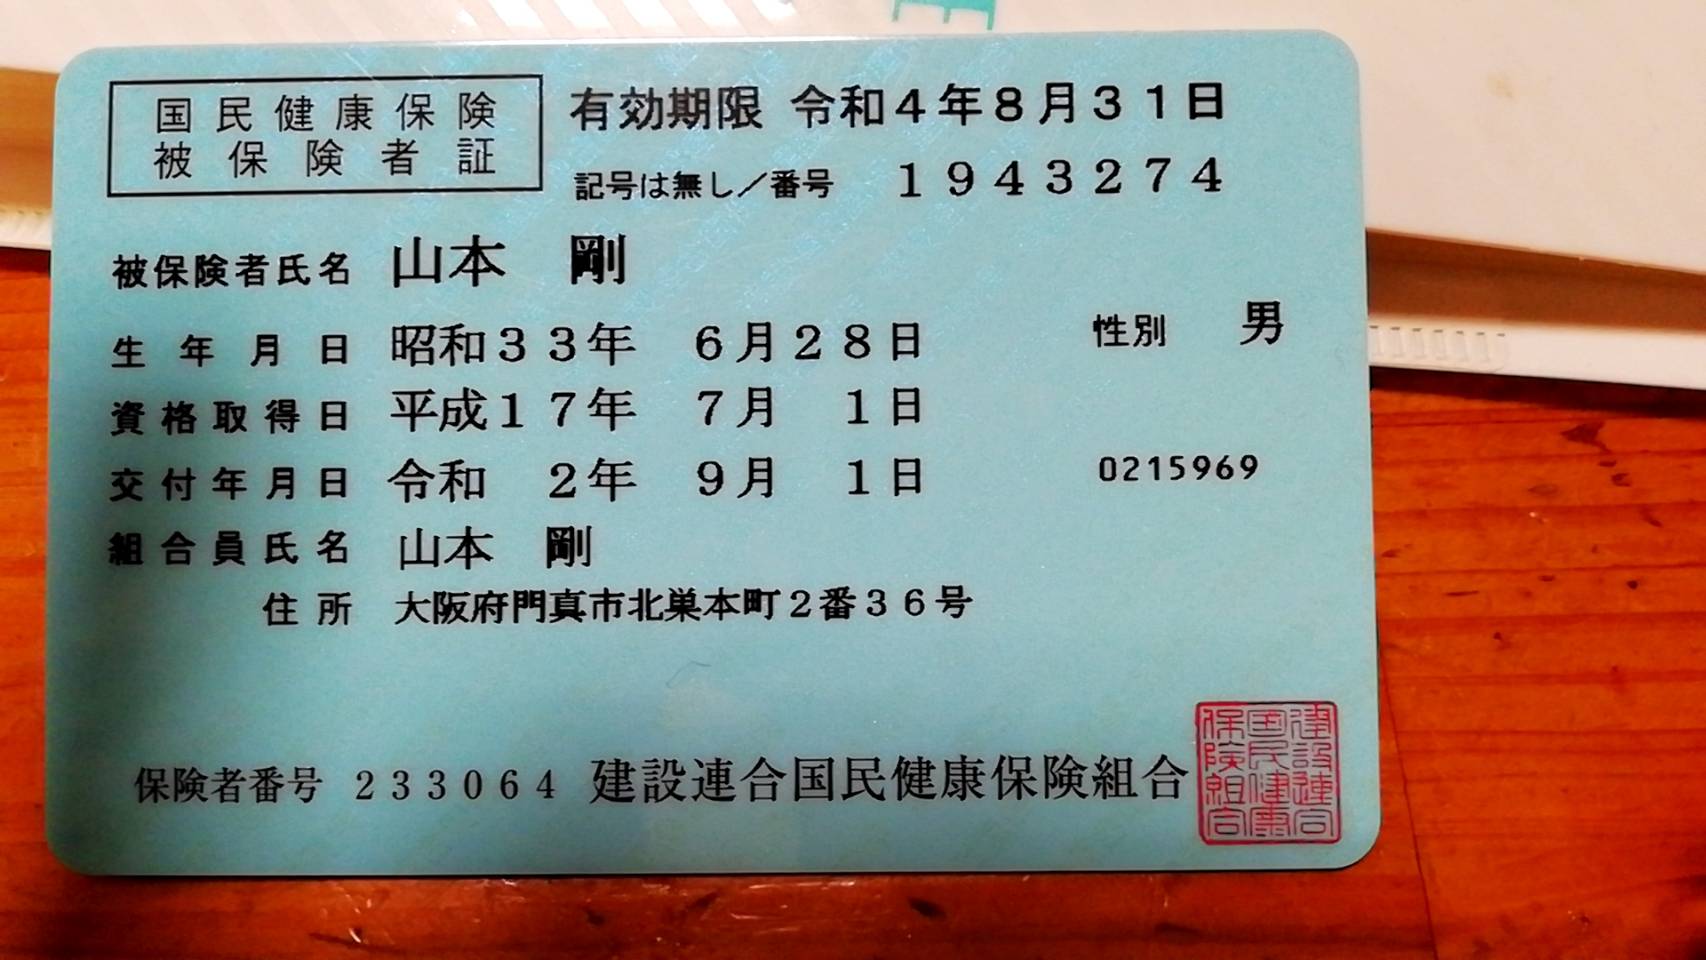 国民健康保険
被保険者証
有効期限 令和4年8月31日
記号は無し／番号 1943274
被保険者氏名 山本 剛
生年月日 昭和33年 6月28日 性別 男
資格取得日 平成17年 7月 1日
交付年月日 令和 2年 9月 1日 0215969
組合員氏名 山本 剛
住所 大阪府門真市北巣本町2番36号
保険者番号 233064 建設連合国民健康保険組合
建設連合
国民健康
保険組合